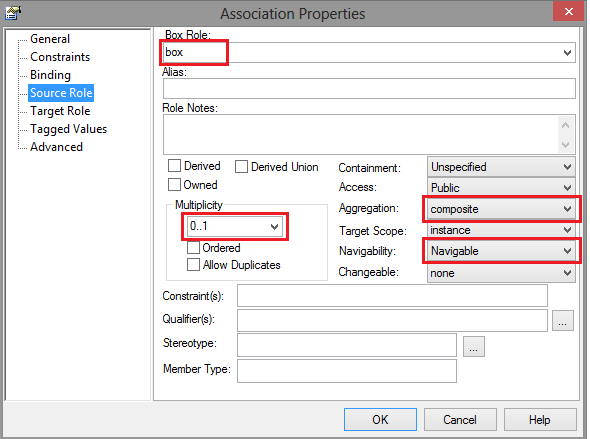 Association Properties
General
Constraints
Binding
Source Role
Target Role
Tagged Values
Advanced
Box Role:
box
Alias:
Role Notes:
Derived
Derived Union
Owned
Multiplicity
0..1
Ordered
Allow Duplicates
Containment: Unspecified
Access: Public
Aggregation: composite
Target Scope: instance
Navigability: Navigable
Changeable: none
Constraint(s):
Qualifier(s):
...
Stereotype:
...
Member Type:
OK
Cancel
Help